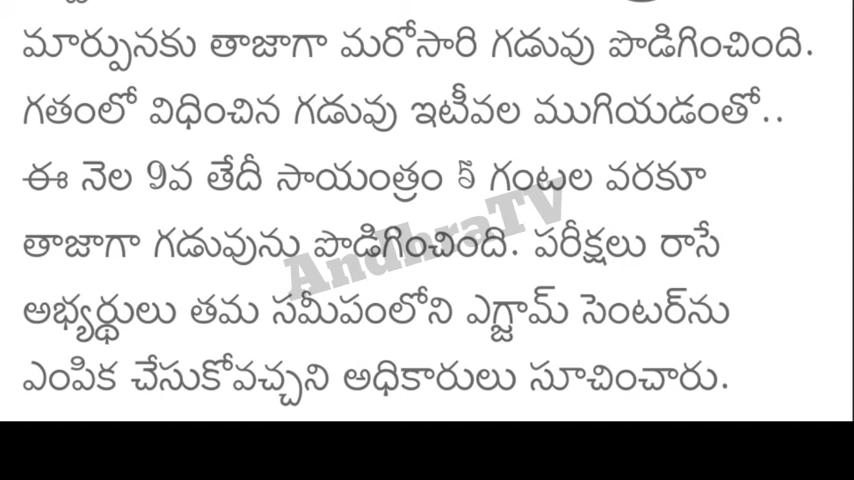 మార్పునకు తాజాగా మరోసారి గడువు పొడిగించింది.
గతంలో విధించిన గడువు ఇటీవల ముగియడంతో..
ఈ నెల 9వ తేదీ సాయంత్రం 5 గంటల వరకూ
తాజాగా గడువును పొడిగించింది. పరీక్షలు రాసే
అభ్యర్థులు తమ సమీపంలోని ఎగ్జామ్ సెంటర్‌ను
ఎంపిక చేసుకోవచ్చని అధికారులు సూచించారు.
AndhraTV